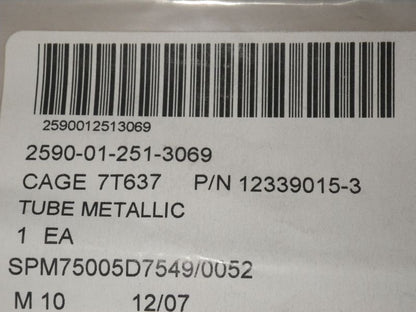 2590012513069
2590-01-251-3069
CAGE 7T637 P/N 12339015-3
TUBE METALLIC
1 EA
SPM75005D7549/0052
M 10 12/07